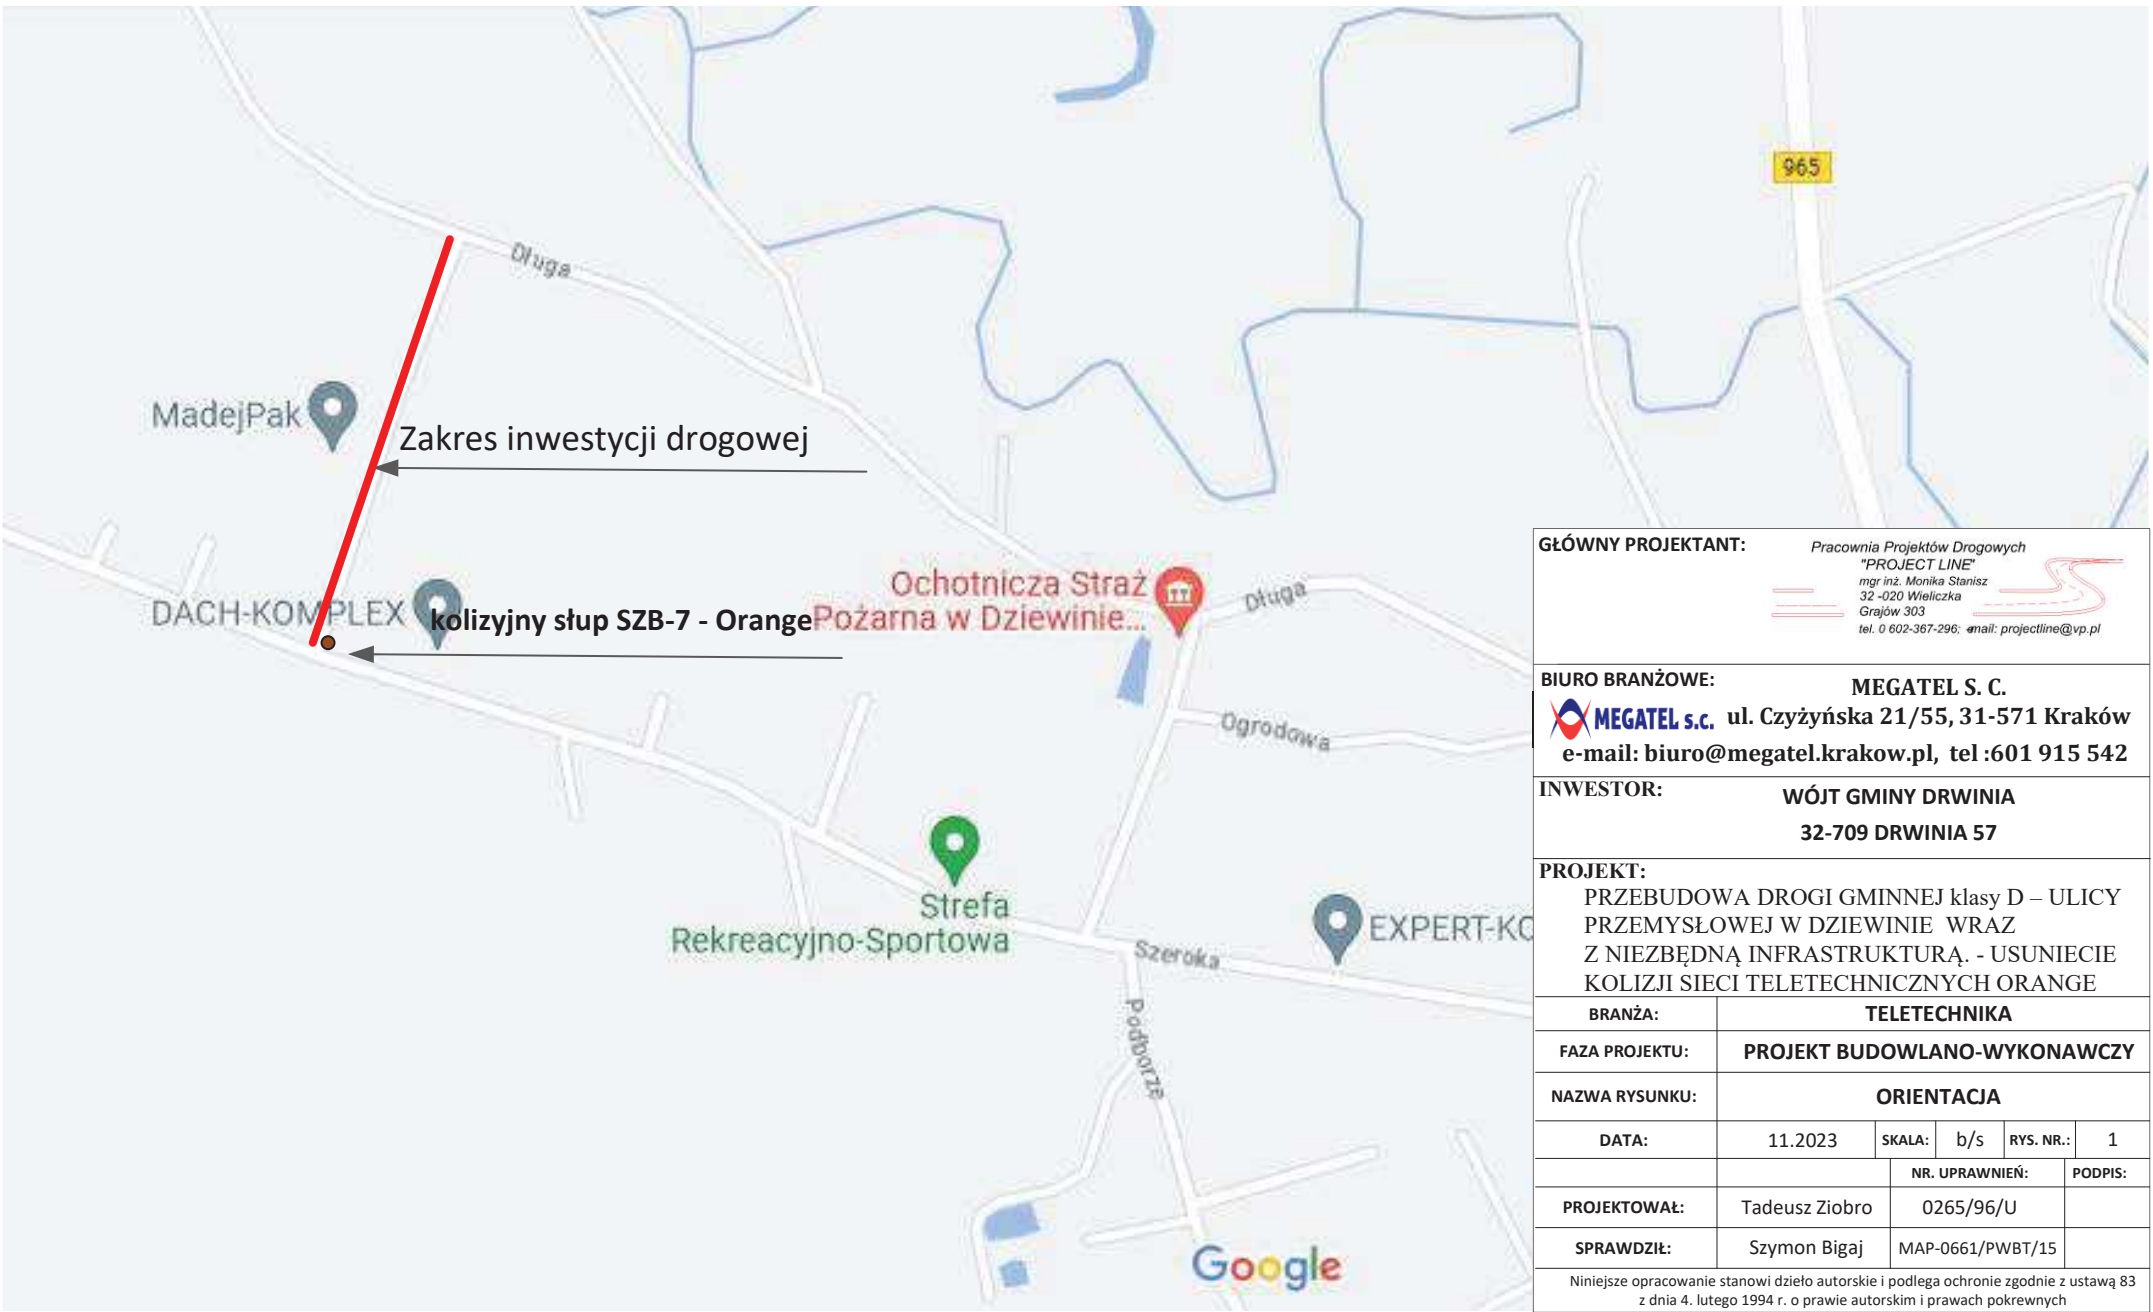 965
Długa
MadejPak
Zakres inwestycji drogowej
DACH-KOMPLEX
kolizyjny słup SZB-7 - Orange
Ochotnicza Straż
Pożarna w Dziewinie...
Długa
Ogrodowa
Strefa
Rekreacyjno-Sportowa
EXPERT-KO
Szeroka
Podborze
Google
GŁÓWNY PROJEKTANT:
Pracownia Projektów Drogowych
"PROJECT LINE"
mgr inż. Monika Stanisz
32 -020 Wieliczka
Grajów 303
tel. 0 602-367-296; email: projectline@vp.pl
BIURO BRANŻOWE:
MEGATEL S. C.
MEGATEL s.c. ul. Czyżyńska 21/55, 31-571 Kraków
e-mail: biuro@megatel.krakow.pl, tel :601 915 542
INWESTOR:
WÓJT GMINY DRWINIA
32-709 DRWINIA 57
PROJEKT:
PRZEBUDOWA DROGI GMINNEJ klasy D – ULICY
PRZEMYSŁOWEJ W DZIEWINIE WRAZ
Z NIEZBĘDNĄ INFRASTRUKTURĄ. - USUNIECIE
KOLIZJI SIECI TELETECHNICZNYCH ORANGE
BRANŻA: TELETECHNIKA
FAZA PROJEKTU: PROJEKT BUDOWLANO-WYKONAWCZY
NAZWA RYSUNKU: ORIENTACJA
DATA: 11.2023 SKALA: b/s RYS. NR.: 1
NR. UPRAWNIEŃ: PODPIS:
PROJEKTOWAŁ: Tadeusz Ziobro 0265/96/U
SPRAWDZIŁ: Szymon Bigaj MAP-0661/PWBT/15
Niniejsze opracowanie stanowi dzieło autorskie i podlega ochronie zgodnie z ustawą 83
z dnia 4. lutego 1994 r. o prawie autorskim i prawach pokrewnych